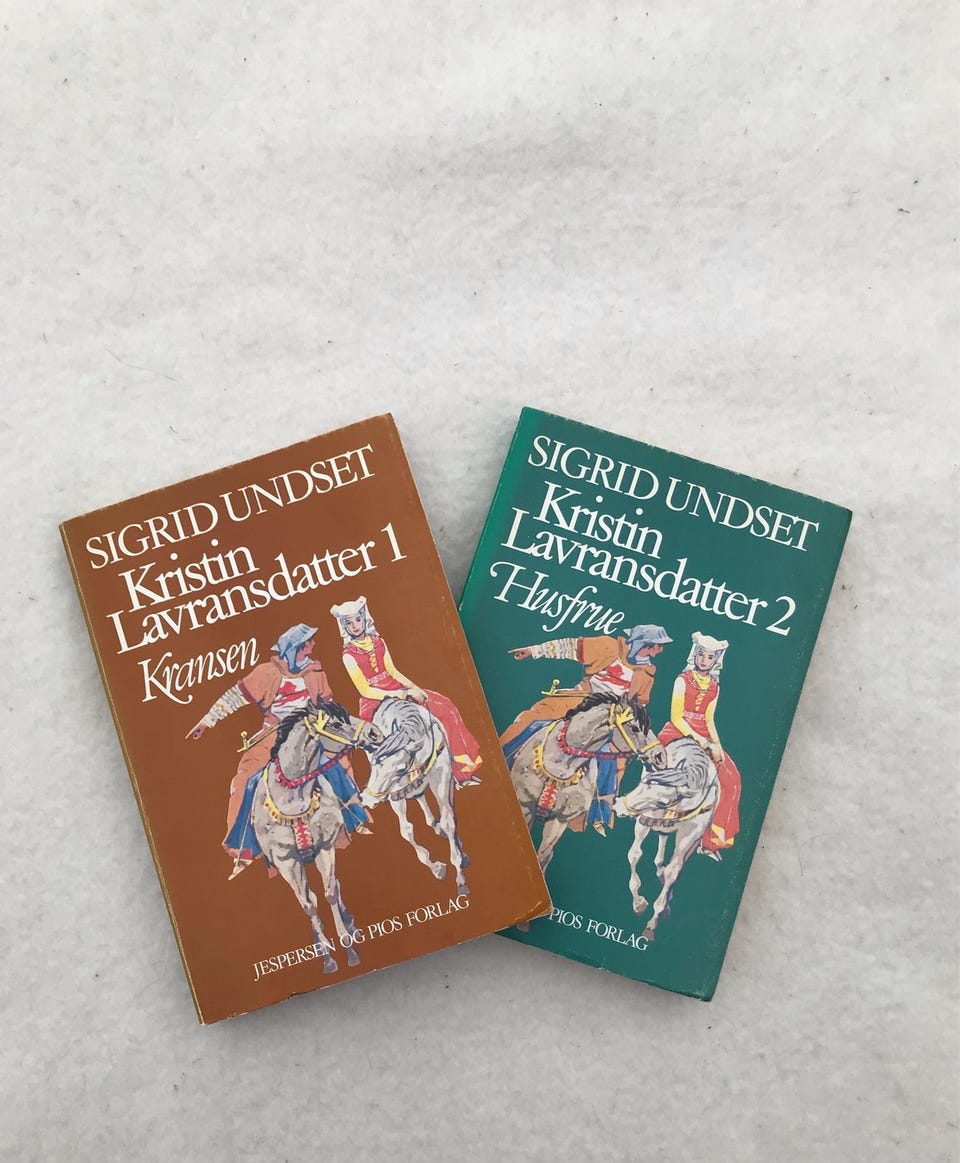 SIGRID UNDSET
Kristin
Lavransdatter 1
Kransen
JESPERSEN OG PIOS FORLAG
SIGRID UNDSET
Kristin
Lavransdatter 2
Husfrue
PIOS FORLAG